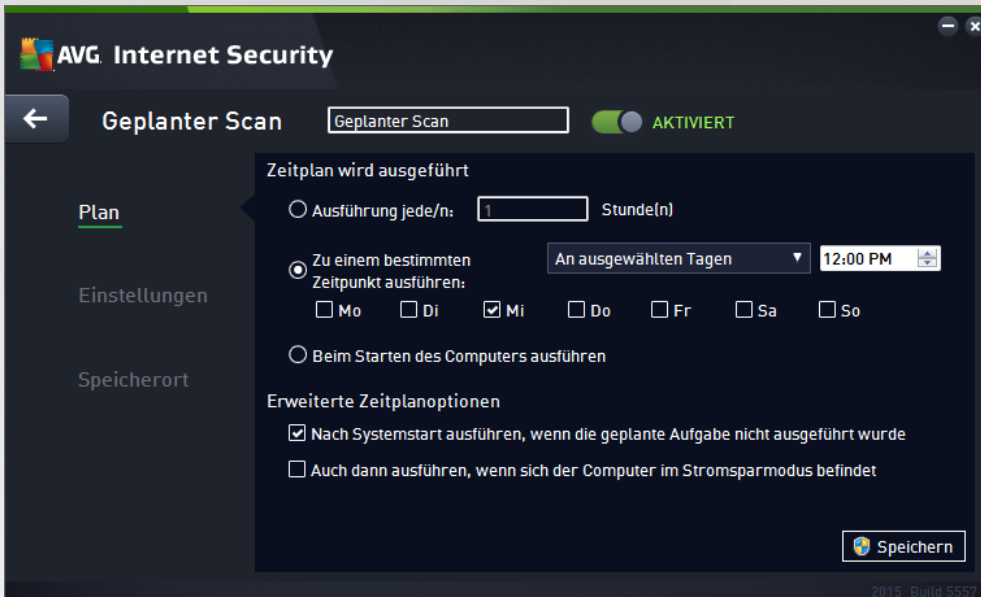 AVG. Internet Security
Geplanter Scan
Geplanter Scan
AKTIVIERT
Plan
Einstellungen
Speicherort
Zeitplan wird ausgeführt
Ausführung jede/n:
1
Stunde(n)
Zu einem bestimmten
Zeitpunkt ausführen:
An ausgewählten Tagen
12:00 PM
Mo Di Mi Do Fr Sa So
Beim Starten des Computers ausführen
Erweiterte Zeitplanoptionen
Nach Systemstart ausführen, wenn die geplante Aufgabe nicht ausgeführt wurde
Auch dann ausführen, wenn sich der Computer im Stromsparmodus befindet
Speichern
2015 Build 5557